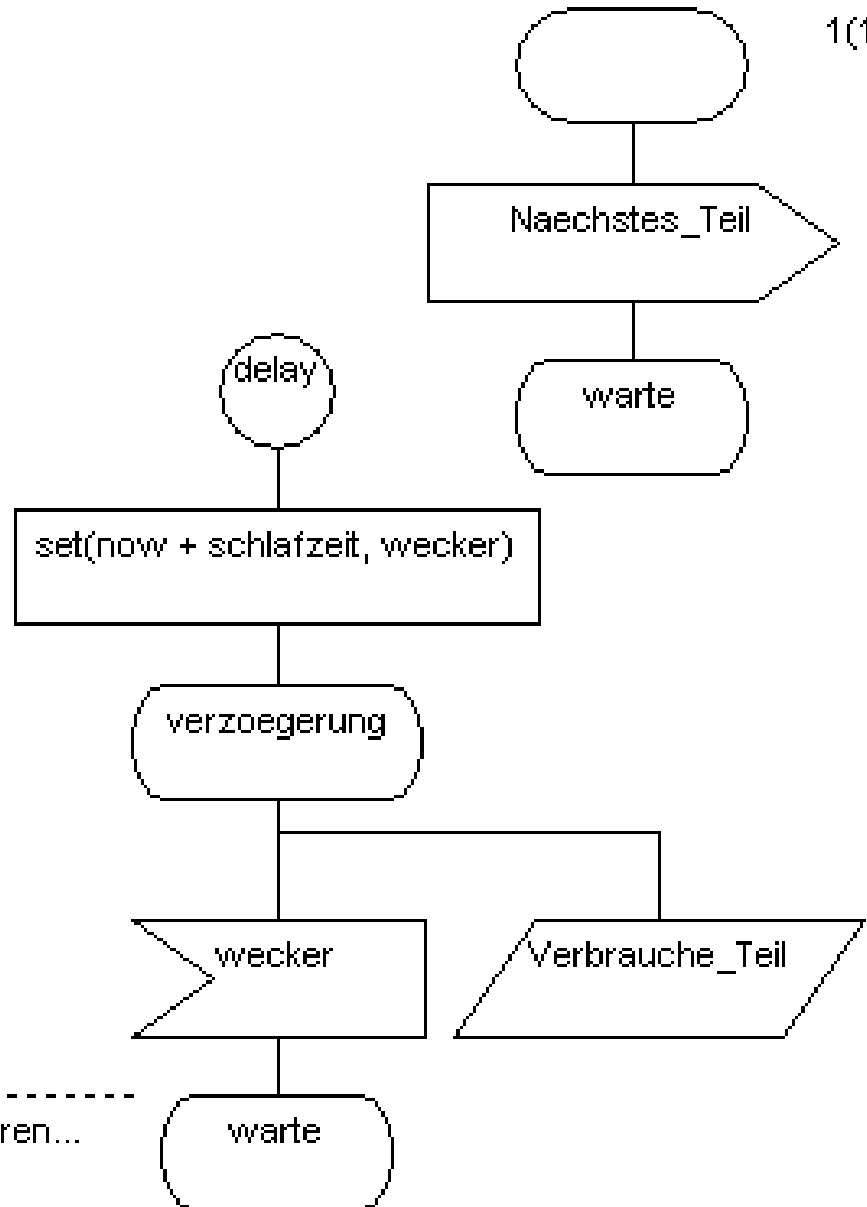 1(1
Naechstes_Teil
delay
warte
set(now + schlafzeit, wecker)
verzoegerung
wecker
Verbrauche_Teil
ren...
warte